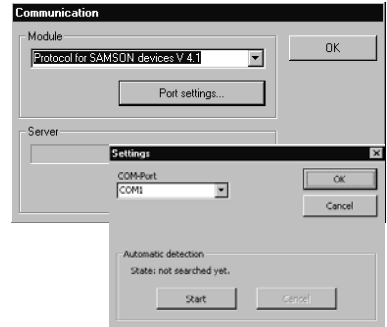 Communication
Module
Protocol for SAMSON devices V 4.1
OK
Port settings...
Server
Settings
COM-Port
COM1
OK
Cancel
Automatic detection
State: not searched yet.
Start
Cancel